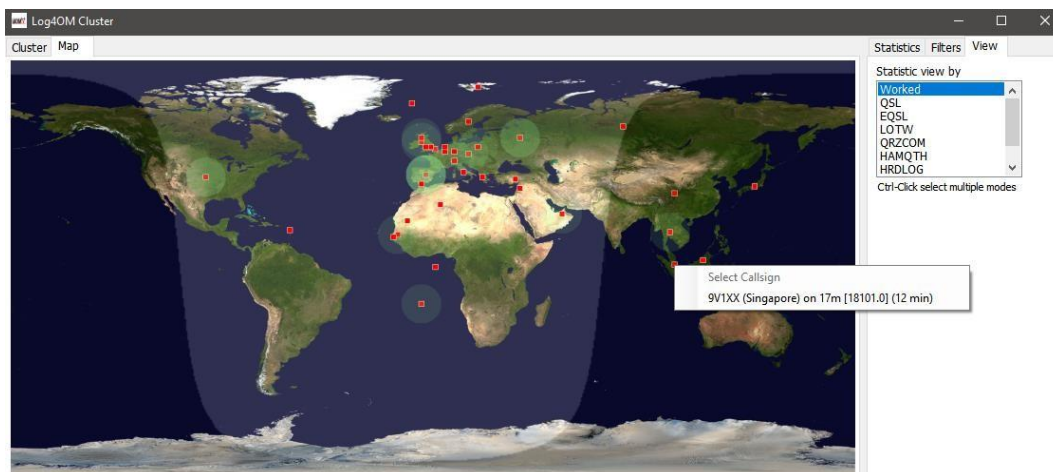 Log4OM Cluster
Cluster Map
Statistics Filters View
Statistic view by
Worked
QSL
EQSL
LOTW
QRZCOM
HAMQTH
HRDLOG
Ctrl-Click select multiple modes
Select Callsign
9V1XX (Singapore) on 17m [18101.0] (12 min)